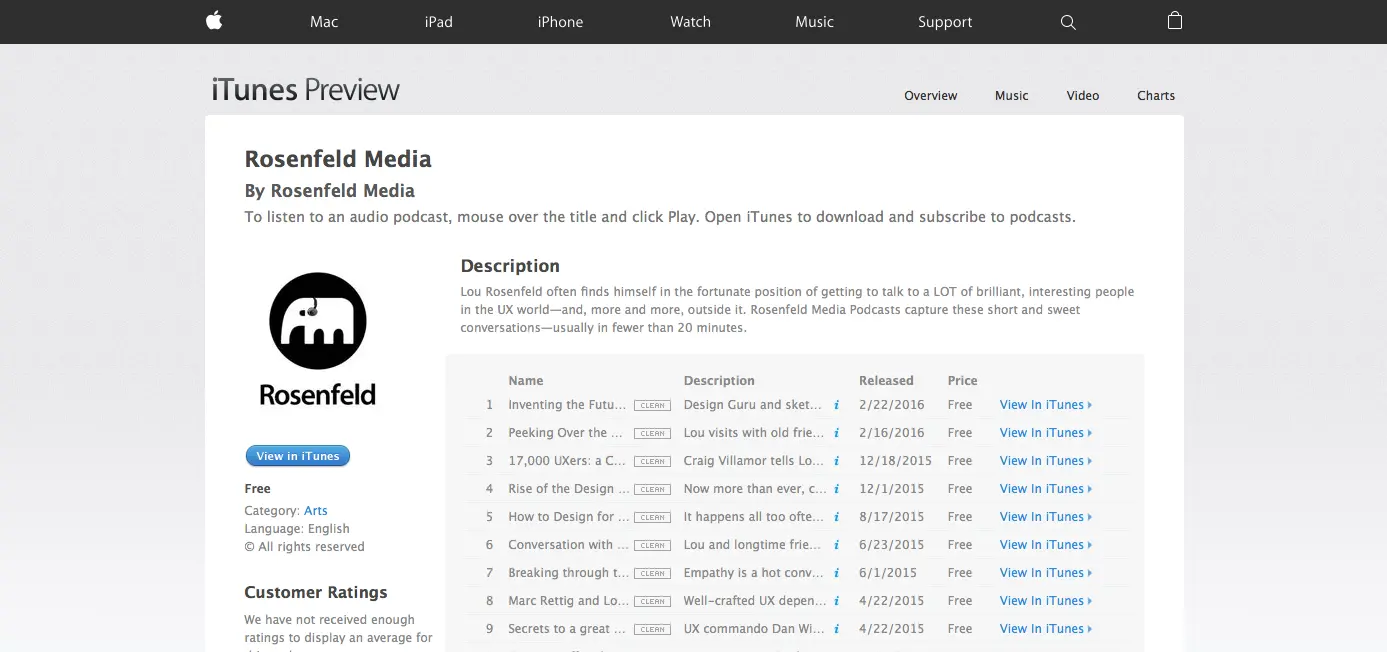 Mac iPad iPhone Watch Music Support
iTunes Preview
Overview Music Video Charts
Rosenfeld Media
By Rosenfeld Media
To listen to an audio podcast, mouse over the title and click Play. Open iTunes to download and subscribe to podcasts.
Rosenfeld
View in iTunes
Free
Category: Arts
Language: English
© All rights reserved
Customer Ratings
We have not received enough
ratings to display an average for
Description
Lou Rosenfeld often finds himself in the fortunate position of getting to talk to a LOT of brilliant, interesting people
in the UX world—and, more and more, outside it. Rosenfeld Media Podcasts capture these short and sweet
conversations—usually in fewer than 20 minutes.
Name Description Released Price
1 Inventing the Futu... CLEAN Design Guru and sket... i 2/22/2016 Free View In iTunes
2 Peeking Over the ... CLEAN Lou visits with old frie... i 2/16/2016 Free View In iTunes
3 17,000 UXers: a C... CLEAN Craig Villamor tells Lo... i 12/18/2015 Free View In iTunes
4 Rise of the Design ... CLEAN Now more than ever, c... i 12/1/2015 Free View In iTunes
5 How to Design for ... CLEAN It happens all too ofte... i 8/17/2015 Free View In iTunes
6 Conversation with ... CLEAN Lou and longtime frie... i 6/23/2015 Free View In iTunes
7 Breaking through t... CLEAN Empathy is a hot conv... i 6/1/2015 Free View In iTunes
8 Marc Rettig and Lo... CLEAN Well-crafted UX depen... i 4/22/2015 Free View In iTunes
9 Secrets to a great ... CLEAN UX commando Dan Wi... i 4/22/2015 Free View In iTunes